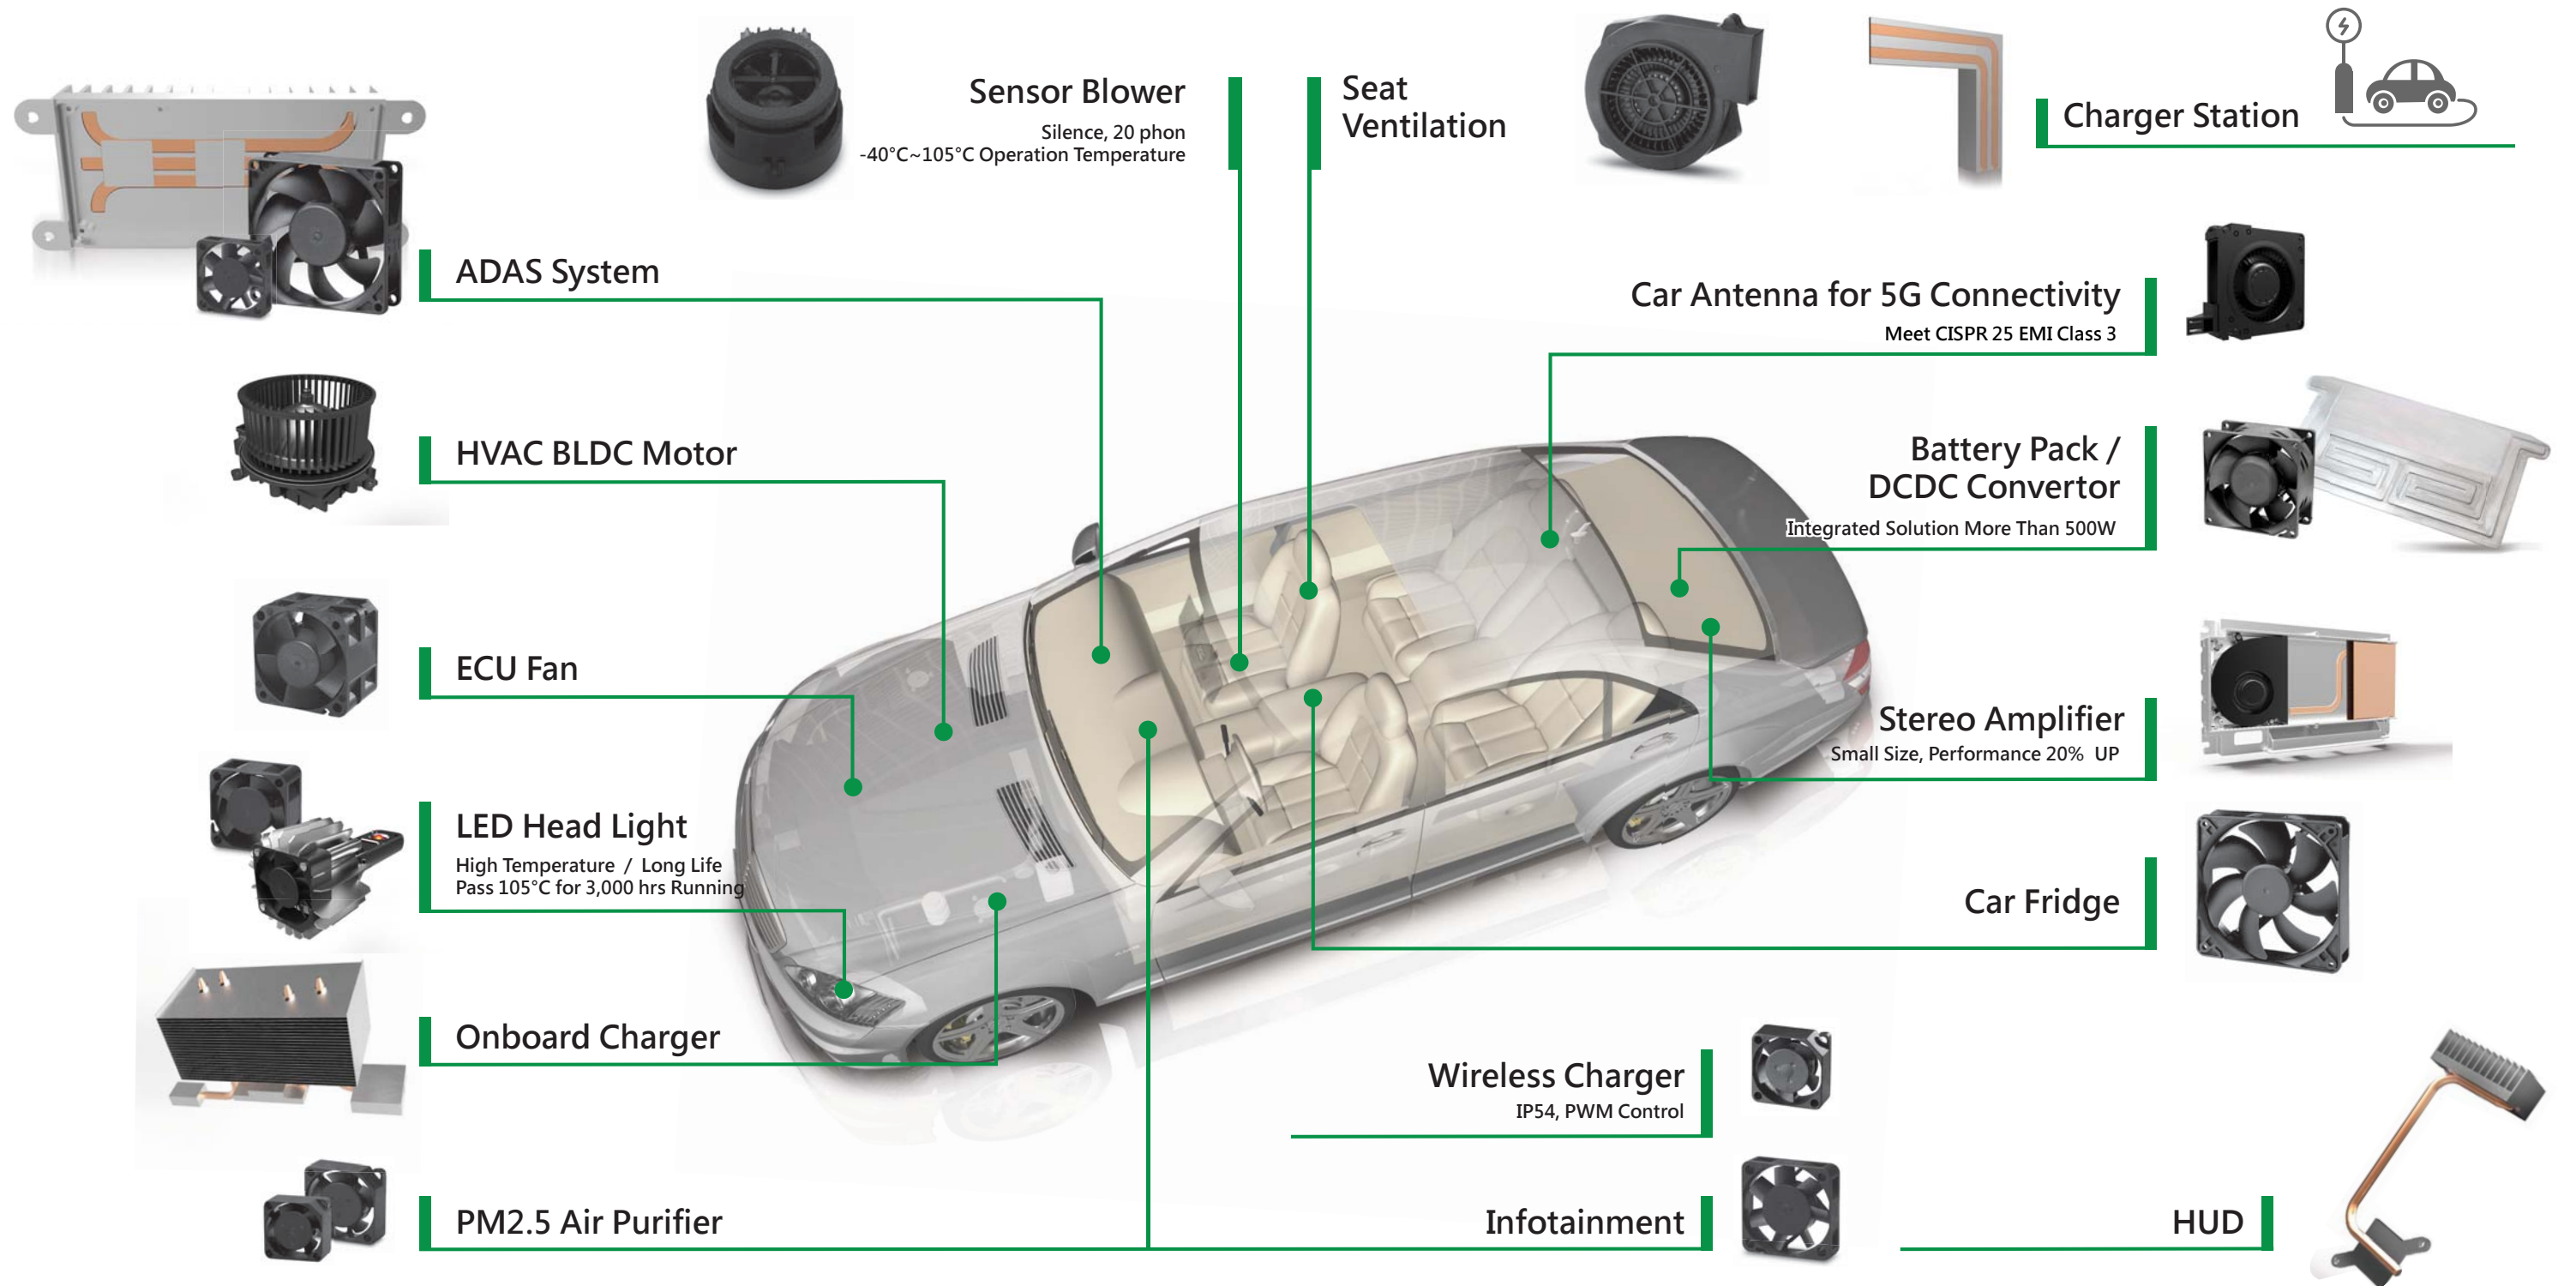 Sensor Blower
Silence, 20 phon
-40°C~105°C Operation Temperature
Seat
Ventilation
Charger Station
ADAS System
Car Antenna for 5G Connectivity
Meet CISPR 25 EMI Class 3
HVAC BLDC Motor
Battery Pack /
DCDC Convertor
Integrated Solution More Than 500W
ECU Fan
Stereo Amplifier
Small Size, Performance 20% UP
LED Head Light
High Temperature / Long Life
Pass 105°C for 3,000 hrs Running
Car Fridge
Onboard Charger
Wireless Charger
IP54, PWM Control
PM2.5 Air Purifier
Infotainment
HUD